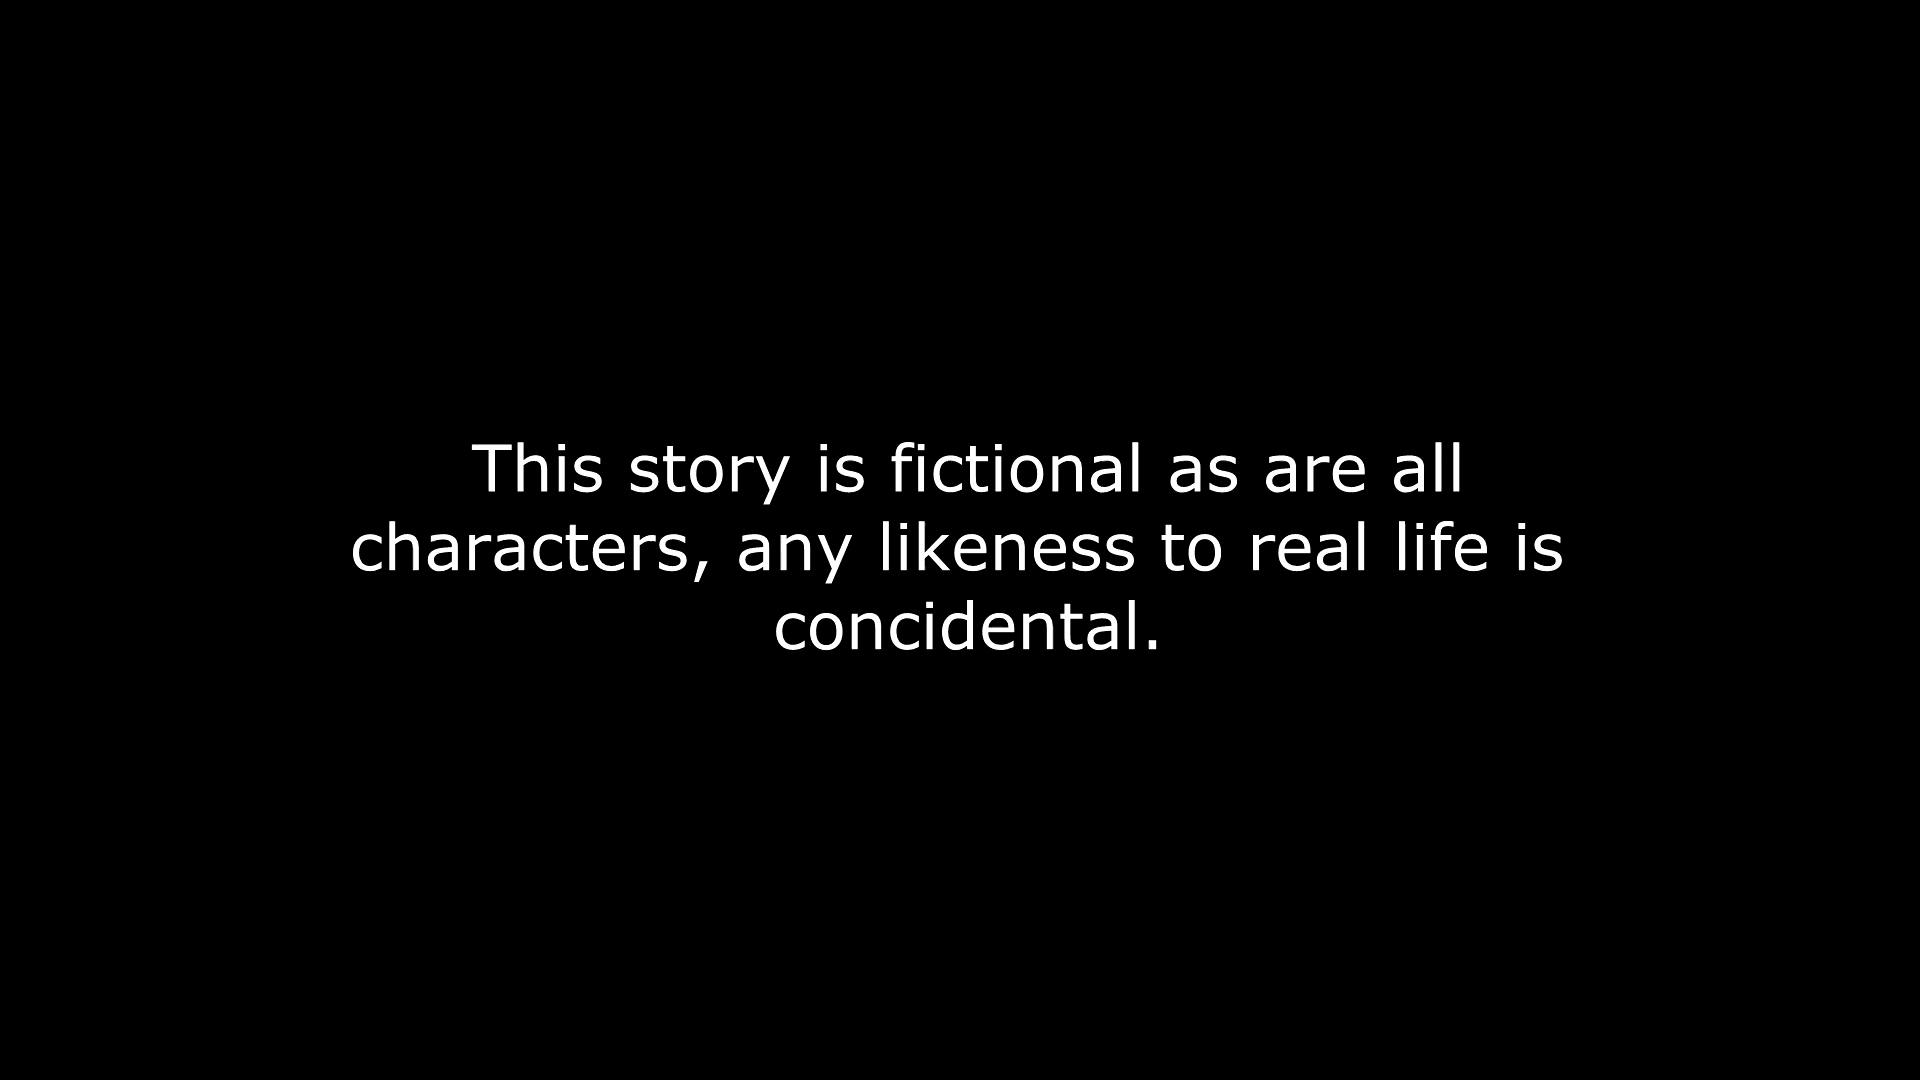 This story is fictional as are all
characters, any likeness to real life is
concidental.